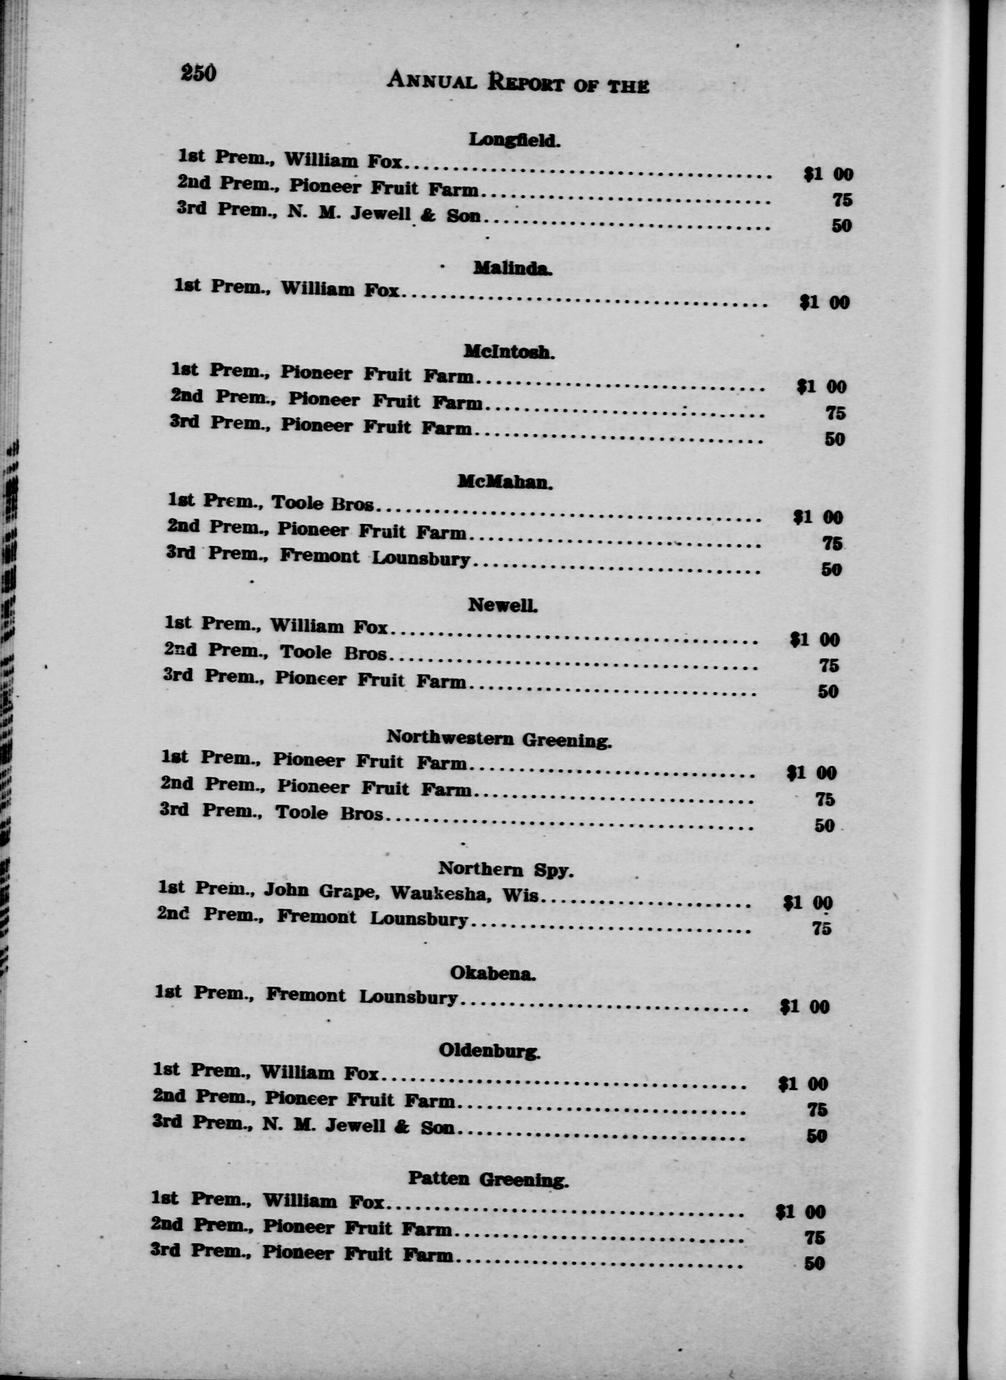 250 ANNUAL REPORT OF THE
Longfield.
1st Prem., William Fox........................................ $1 00
2nd Prem., Pioneer Fruit Farm................................ 75
3rd Prem., N. M. Jewell & Son................................ 50
Malinda.
1st Prem., William Fox........................................ $1 00
McIntosh.
1st Prem., Pioneer Fruit Farm................................ $1 00
2nd Prem., Pioneer Fruit Farm................................ 75
3rd Prem., Pioneer Fruit Farm................................ 50
McMahan.
1st Prem., Toole Bros......................................... $1 00
2nd Prem., Pioneer Fruit Farm................................ 75
3rd Prem., Fremont Lounsbury................................ 50
Newell.
1st Prem., William Fox........................................ $1 00
2nd Prem., Toole Bros........................................ 75
3rd Prem., Pioneer Fruit Farm................................ 50
Northwestern Greening.
1st Prem., Pioneer Fruit Farm................................ $1 00
2nd Prem., Pioneer Fruit Farm................................ 75
3rd Prem., Toole Bros........................................ 50
Northern Spy.
1st Prem., John Grape, Waukesha, Wis....................... $1 00
2nd Prem., Fremont Lounsbury................................ 75
Okabena.
1st Prem., Fremont Lounsbury................................ $1 00
Oldenburg.
1st Prem., William Fox........................................ $1 00
2nd Prem., Pioneer Fruit Farm................................ 75
3rd Prem., N. M. Jewell & Son................................ 50
Patten Greening.
1st Prem., William Fox........................................ $1 00
2nd Prem., Pioneer Fruit Farm................................ 75
3rd Prem., Pioneer Fruit Farm................................ 50